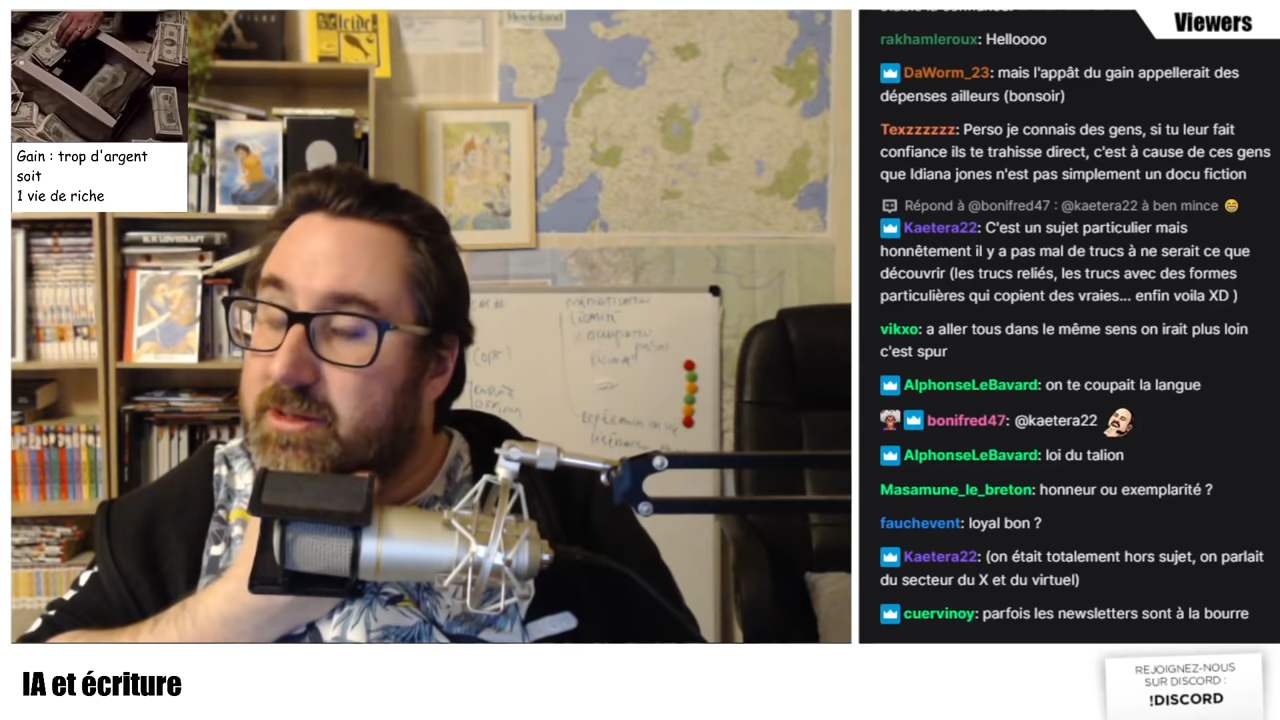 Movieland
Suicide
H.P. LOVECRAFT
Gain : trop d'argent
soit
1 vie de riche
Viewers
rakhamleroux: Helloooo
DaWorm_23: mais l'appât du gain appellerait des
dépenses ailleurs (bonsoir)
Texzzzzzz: Perso je connais des gens, si tu leur fait
confiance ils te trahisse direct, c'est à cause de ces gens
que Idiana jones n'est pas simplement un docu fiction
Répond à @bonifred47 : @kaetera22 à ben mince 😁
Kaetera22: C'est un sujet particulier mais
honnêtement il y a pas mal de trucs à ne serait ce que
découvrir (les trucs reliés, les trucs avec des formes
particulières qui copient des vraies... enfin voila XD )
vikxo: a aller tous dans le même sens on irait plus loin
c'est spur
AlphonseLeBavard: on te coupait la langue
bonifred47: @kaetera22
AlphonseLeBavard: loi du talion
Masamune_le_breton: honneur ou exemplarité ?
fauchevent: loyal bon ?
Kaetera22: (on était totalement hors sujet, on parlait
du secteur du X et du virtuel)
cuervinoy: parfois les newsletters sont à la bourre
IA et écriture
REJOIGNEZ-NOUS
SUR DISCORD :
!DISCORD